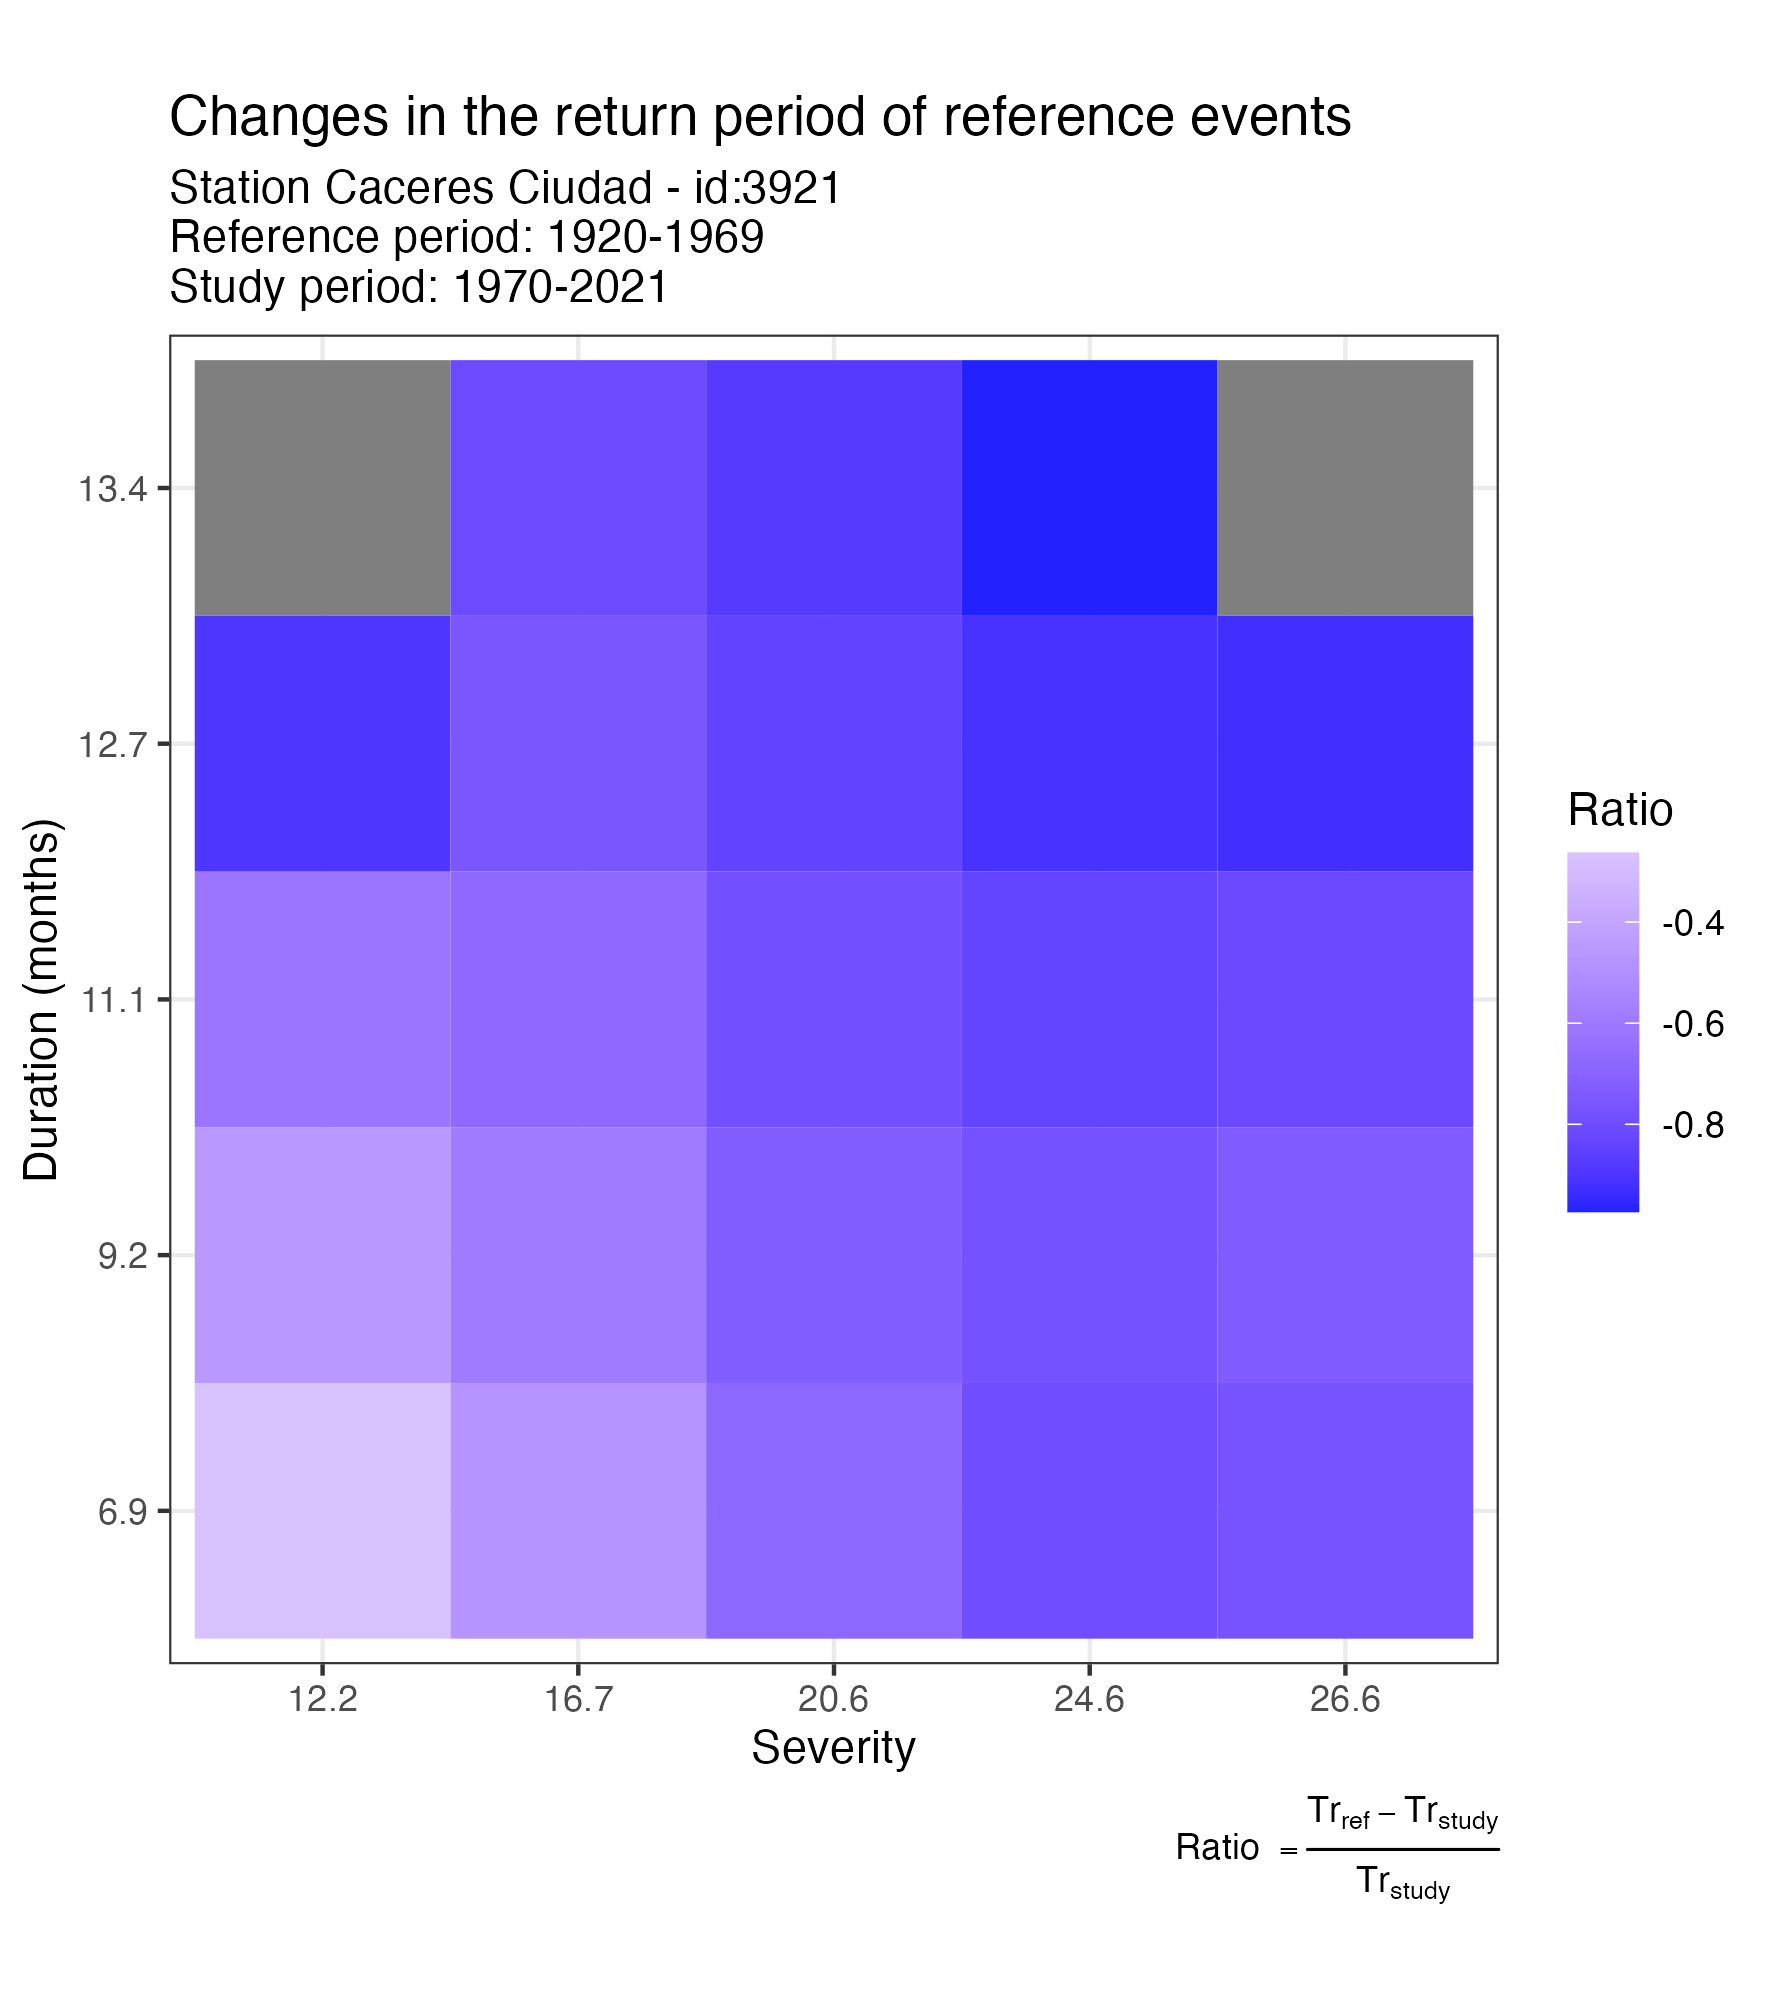 Changes in the return period of reference events
Station Caceres Ciudad - id:3921
Reference period: 1920-1969
Study period: 1970-2021
13.4
12.7
11.1
9.2
6.9
Duration (months)
12.2 16.7 20.6 24.6 26.6
Severity
Ratio
-0.4
-0.6
-0.8
Ratio = Tr_ref − Tr_study
Tr_study